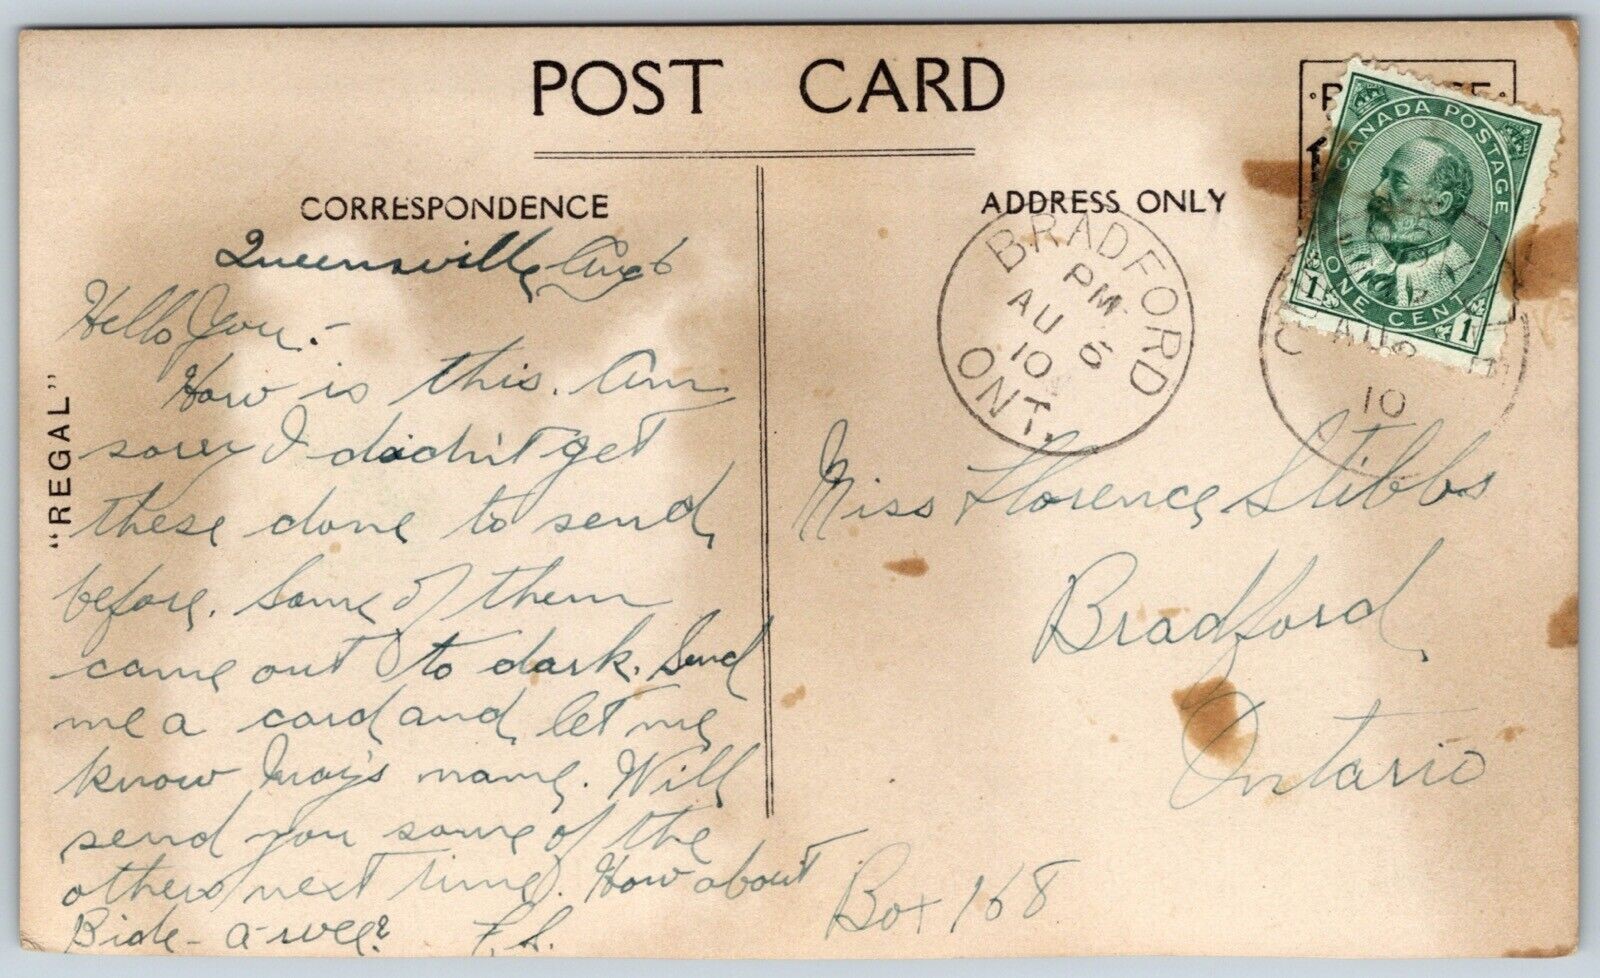 POST CARD
CORRESPONDENCE
ADDRESS ONLY
"REGAL"
CANADA POSTAGE
1 ONE CENT 1
BRADFORD
PM
AU 6
10
ONT.
AU
10
Queensville, Aug 6
Hello You:-
How is this. Am
sorry I didn't get
these done to send
before. Some of them
came out to dark. Send
me a card and let me
know May's name. Will
send you some of the
others next time. How about
Bide-a-wee? F.S.
Miss Florence Stibbs
Bradford
Ontario
Box 168